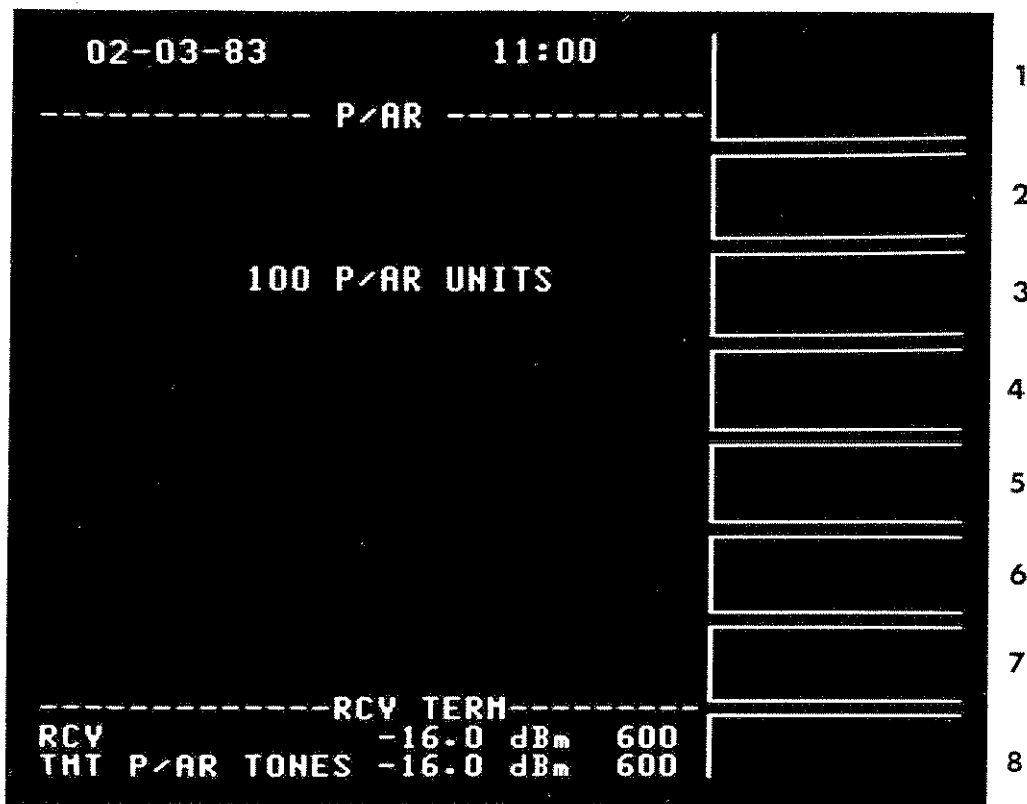 02-03-83 11:00
------------ P/AR ------------
100 P/AR UNITS
-------------RCV TERM---------
RCV -16.0 dBm 600
TMT P/AR TONES -16.0 dBm 600
1
2
3
4
5
6
7
8